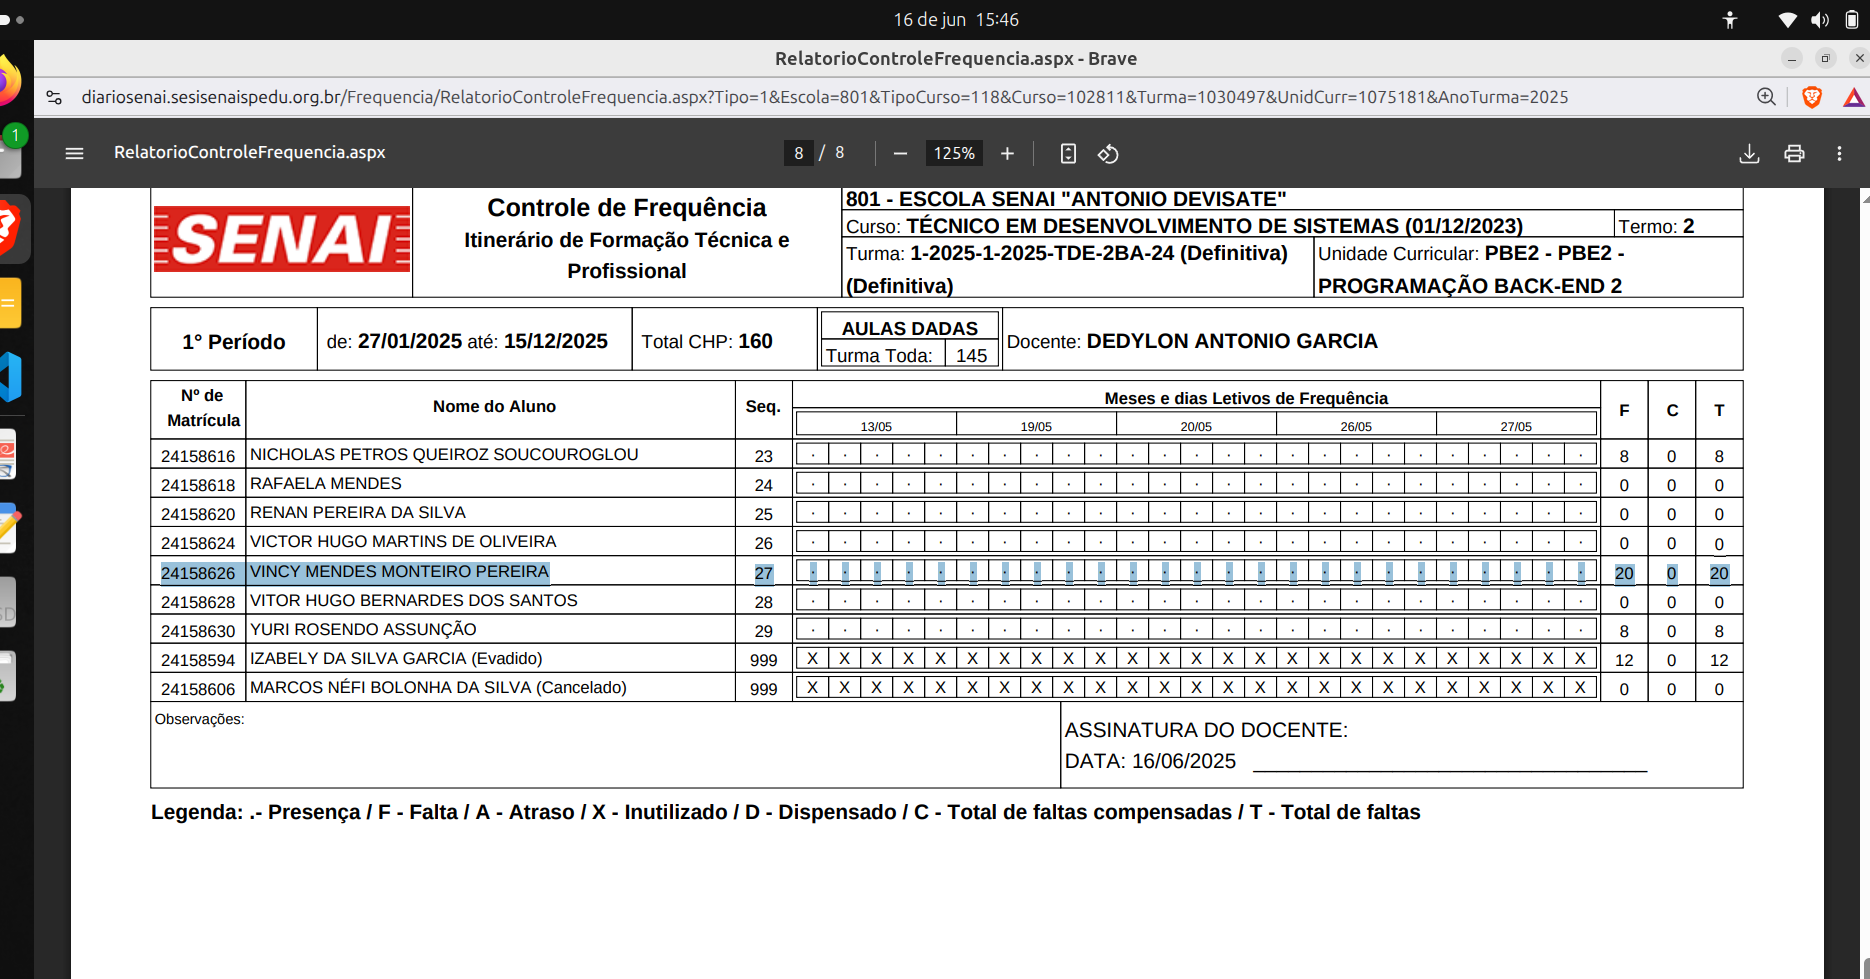 16 de jun 15:46
RelatorioControleFrequencia.aspx - Brave
diariosenai.sesisenaispedu.org.br/Frequencia/RelatorioControleFrequencia.aspx?Tipo=1&Escola=801&TipoCurso=118&Curso=102811&Turma=1030497&UnidCurr=1075181&AnoTurma=2025
1
RelatorioControleFrequencia.aspx
8 / 8
125%
SENAI
Controle de Frequência
Itinerário de Formação Técnica e
Profissional
801 - ESCOLA SENAI "ANTONIO DEVISATE"
Curso: TÉCNICO EM DESENVOLVIMENTO DE SISTEMAS (01/12/2023) Termo: 2
Turma: 1-2025-1-2025-TDE-2BA-24 (Definitiva)
(Definitiva)
Unidade Curricular: PBE2 - PBE2 -
PROGRAMAÇÃO BACK-END 2
1° Período de: 27/01/2025 até: 15/12/2025 Total CHP: 160
AULAS DADAS
Turma Toda: 145
Docente: DEDYLON ANTONIO GARCIA
Nº de
Matrícula
Nome do Aluno Seq. Meses e dias Letivos de Frequência F C T
13/05 19/05 20/05 26/05 27/05
24158616 NICHOLAS PETROS QUEIROZ SOUCOUROGLOU 23 . . . . . . . . . . . . . . . . . . . . . . . . . 8 0 8
24158618 RAFAELA MENDES 24 . . . . . . . . . . . . . . . . . . . . . . . . . 0 0 0
24158620 RENAN PEREIRA DA SILVA 25 . . . . . . . . . . . . . . . . . . . . . . . . . 0 0 0
24158624 VICTOR HUGO MARTINS DE OLIVEIRA 26 . . . . . . . . . . . . . . . . . . . . . . . . . 0 0 0
24158626 VINCY MENDES MONTEIRO PEREIRA 27 . . . . . . . . . . . . . . . . . . . . . . . . . 20 0 20
24158628 VITOR HUGO BERNARDES DOS SANTOS 28 . . . . . . . . . . . . . . . . . . . . . . . . . 0 0 0
24158630 YURI ROSENDO ASSUNÇÃO 29 . . . . . . . . . . . . . . . . . . . . . . . . . 8 0 8
24158594 IZABELY DA SILVA GARCIA (Evadido) 999 X X X X X X X X X X X X X X X X X X X X X X X X X 12 0 12
24158606 MARCOS NÉFI BOLONHA DA SILVA (Cancelado) 999 X X X X X X X X X X X X X X X X X X X X X X X X X 0 0 0
Observações:
ASSINATURA DO DOCENTE:
DATA: 16/06/2025
Legenda: .- Presença / F - Falta / A - Atraso / X - Inutilizado / D - Dispensado / C - Total de faltas compensadas / T - Total de faltas